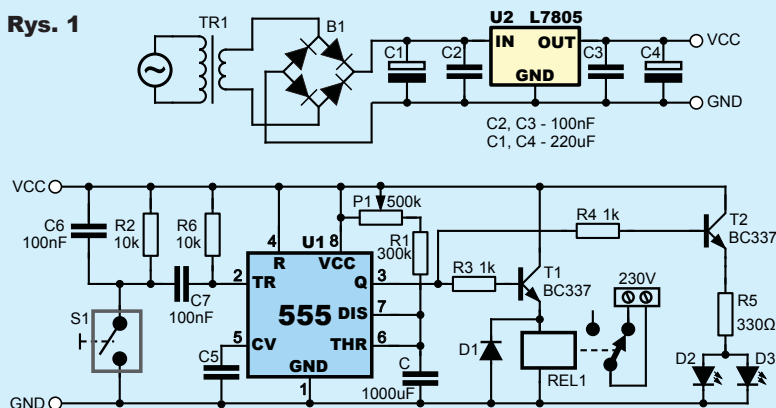 Rys. 1
TR1
B1
C1
C2
U2 L7805
IN OUT
GND
C3
C4
VCC
GND
C2, C3 - 100nF
C1, C4 - 220uF
VCC
C6
100nF
R2
10k
R6
10k
C7
100nF
S1
GND
4
U1
8
R
VCC
2
TR
Q
3
555
DIS
7
5
CV
THR
6
GND
1
C5
P1
500k
R1
300k
C
1000uF
R3 1k
R4 1k
T1
BC337
T2
BC337
230V
D1
REL1
R5
330Ω
D2
D3